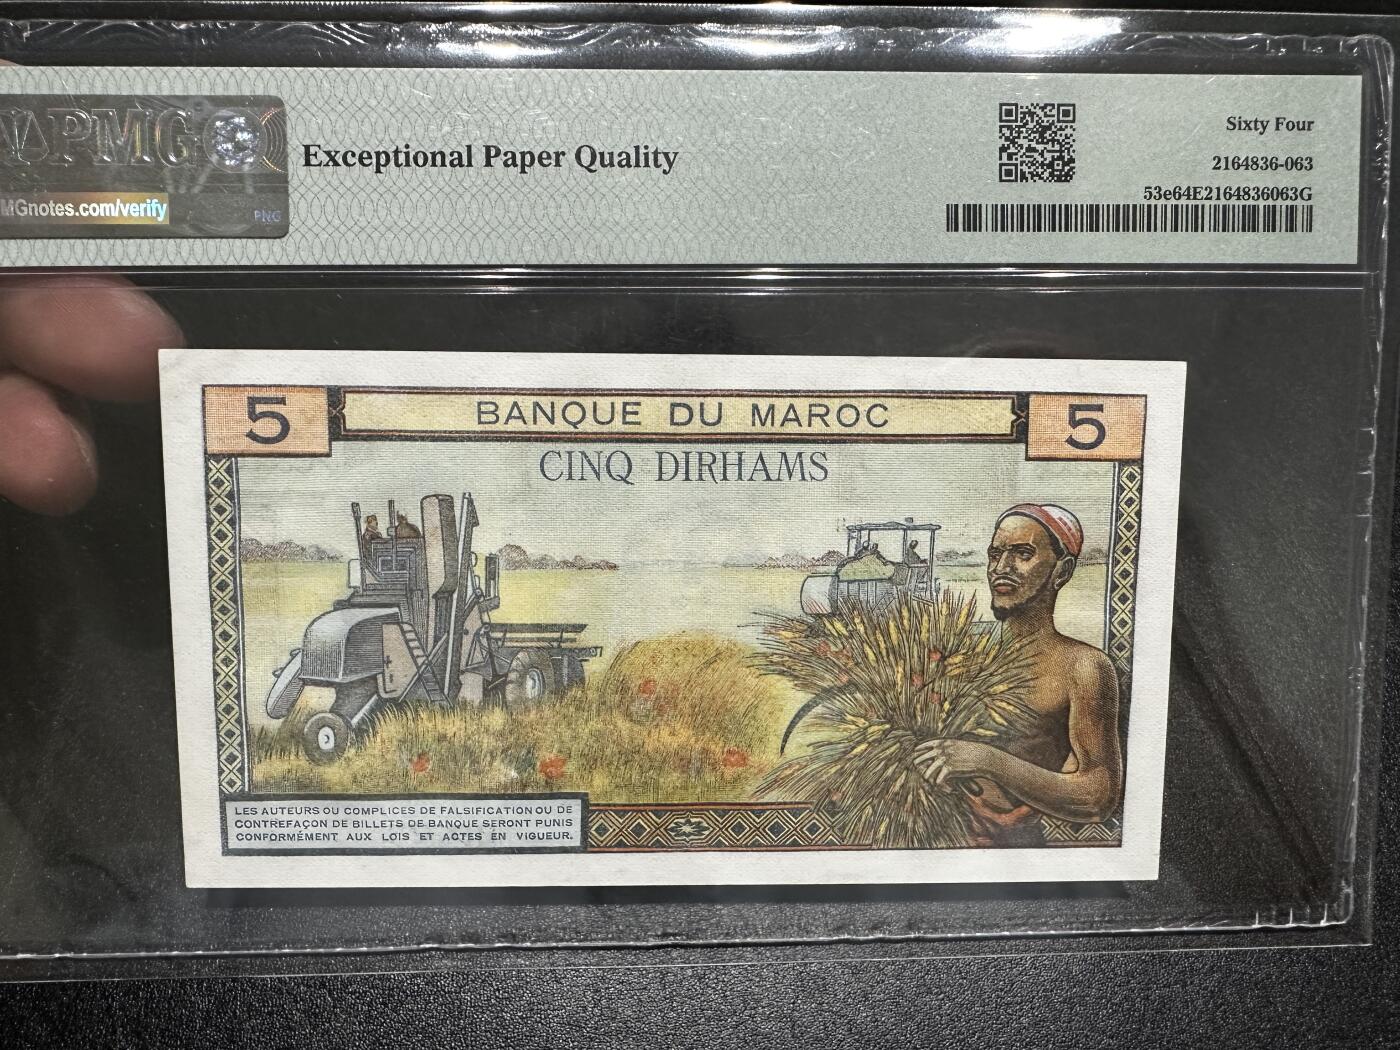 PMG
MGnotes.com/verify
PNG
Exceptional Paper Quality
Sixty Four
2164836-063
53e64E2164836063G
5
BANQUE DU MAROC
5
CINQ DIRHAMS
LES AUTEURS OU COMPLICES DE FALSIFICATION OU DE
CONTREFAÇON DE BILLETS DE BANQUE SERONT PUNIS
CONFORMÉMENT AUX LOIS ET ACTES EN VIGUEUR.